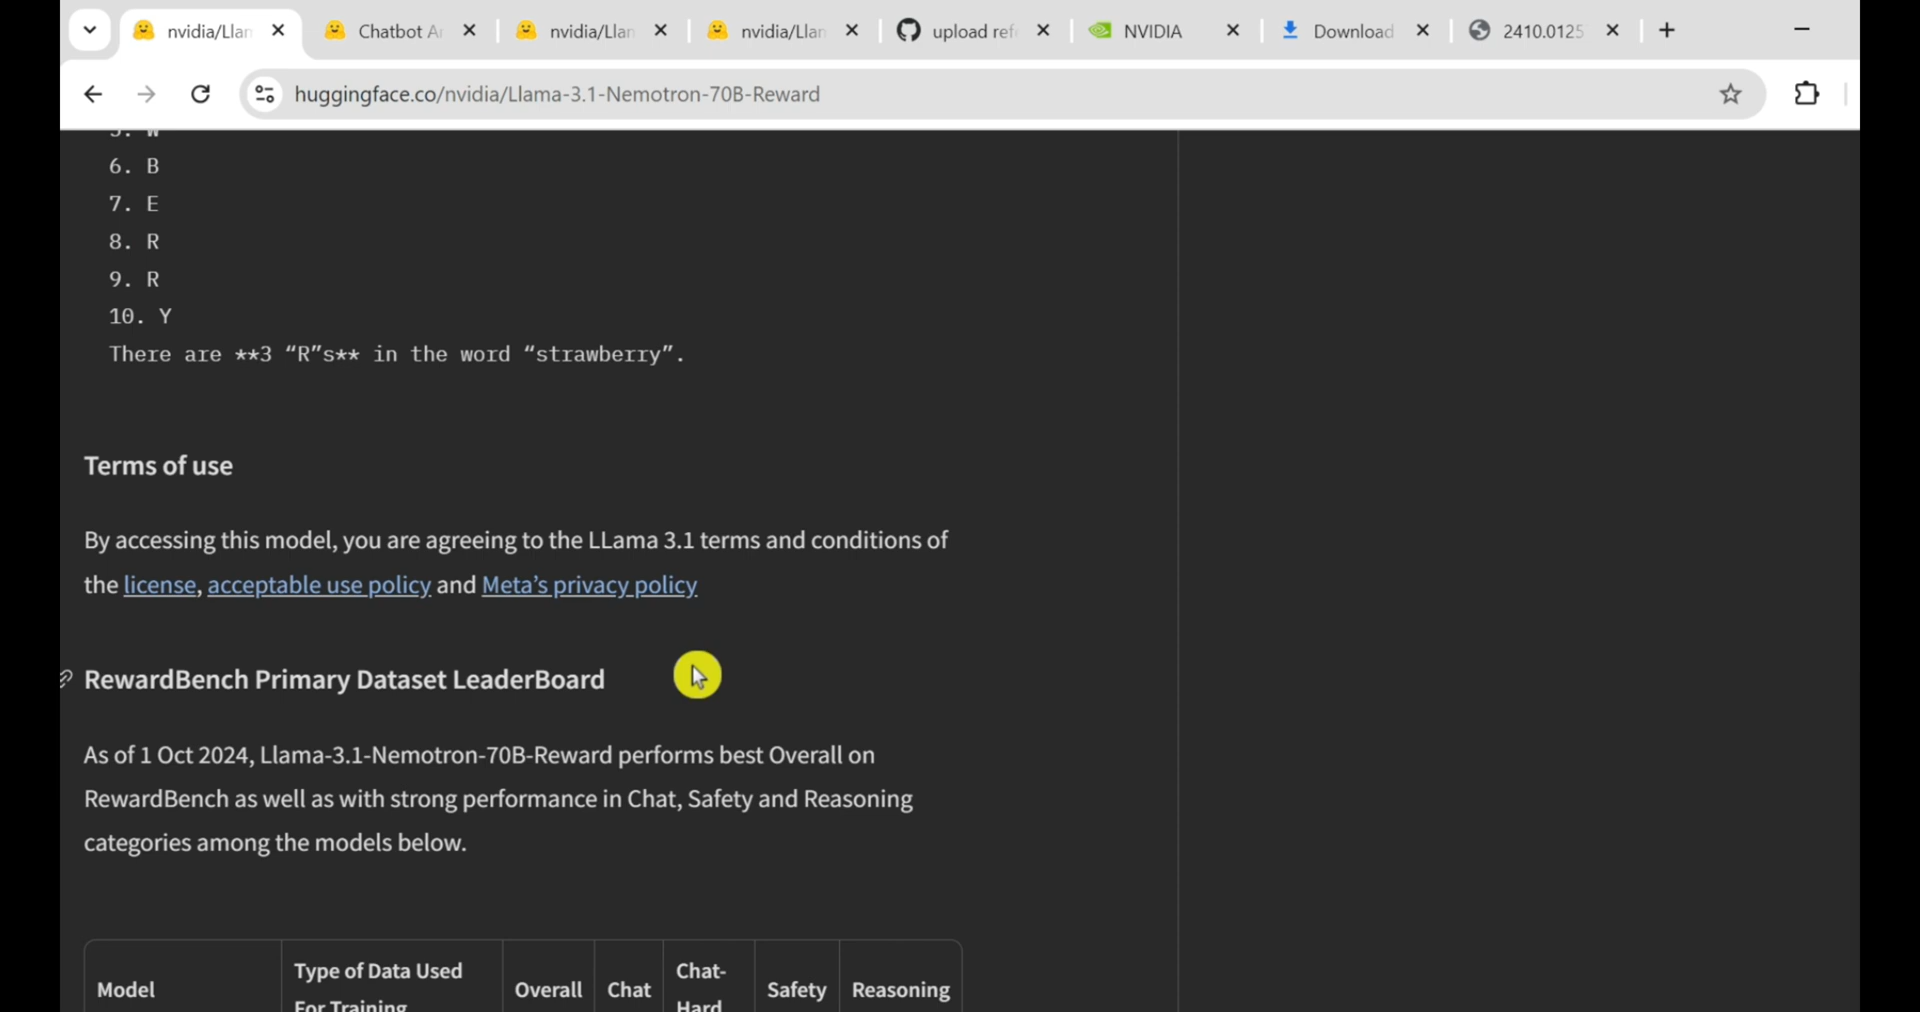 nvidia/Llan
Chatbot Ar
nvidia/Llan
nvidia/Llan
upload ref
NVIDIA
Download
2410.0125
huggingface.co/nvidia/Llama-3.1-Nemotron-70B-Reward
5. W
6. B
7. E
8. R
9. R
10. Y
There are **3 “R”s** in the word “strawberry”.
Terms of use
By accessing this model, you are agreeing to the LLama 3.1 terms and conditions of
the license, acceptable use policy and Meta’s privacy policy
RewardBench Primary Dataset LeaderBoard
As of 1 Oct 2024, Llama-3.1-Nemotron-70B-Reward performs best Overall on
RewardBench as well as with strong performance in Chat, Safety and Reasoning
categories among the models below.
Model
Type of Data Used
For Training
Overall
Chat
Chat-
Hard
Safety
Reasoning